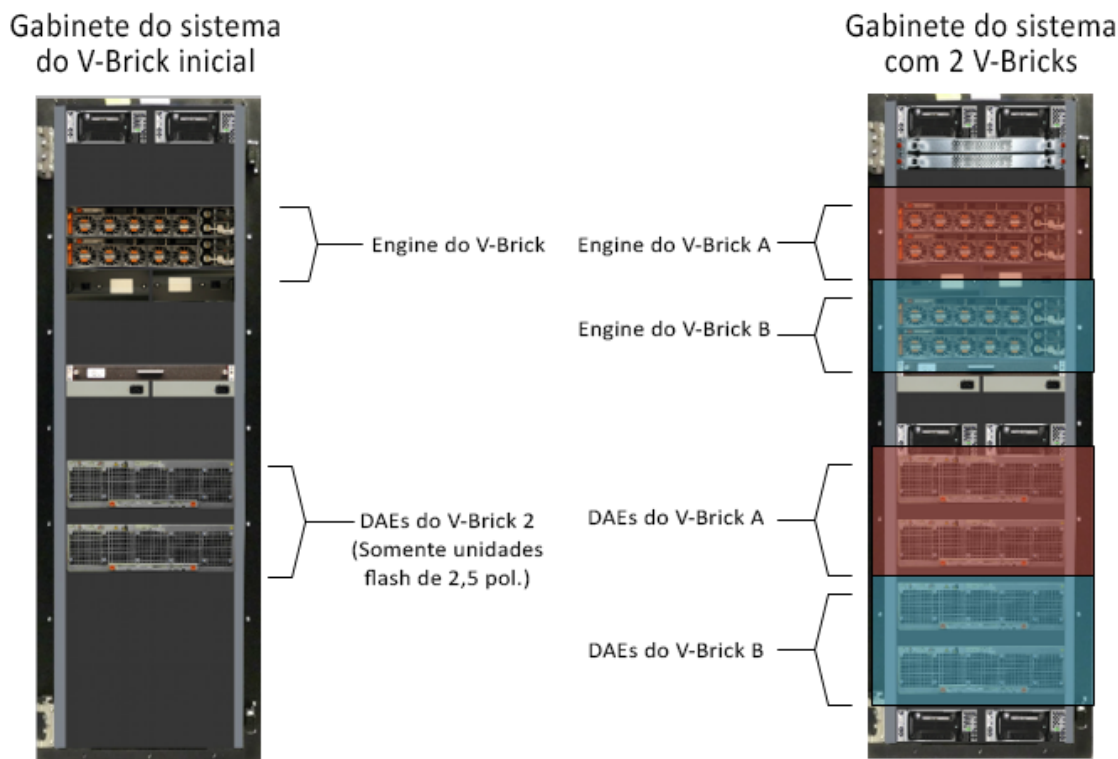 Gabinete do sistema
do V-Brick inicial
Engine do V-Brick
DAEs do V-Brick 2
(Somente unidades
flash de 2,5 pol.)
Gabinete do sistema
com 2 V-Bricks
Engine do V-Brick A
Engine do V-Brick B
DAEs do V-Brick A
DAEs do V-Brick B